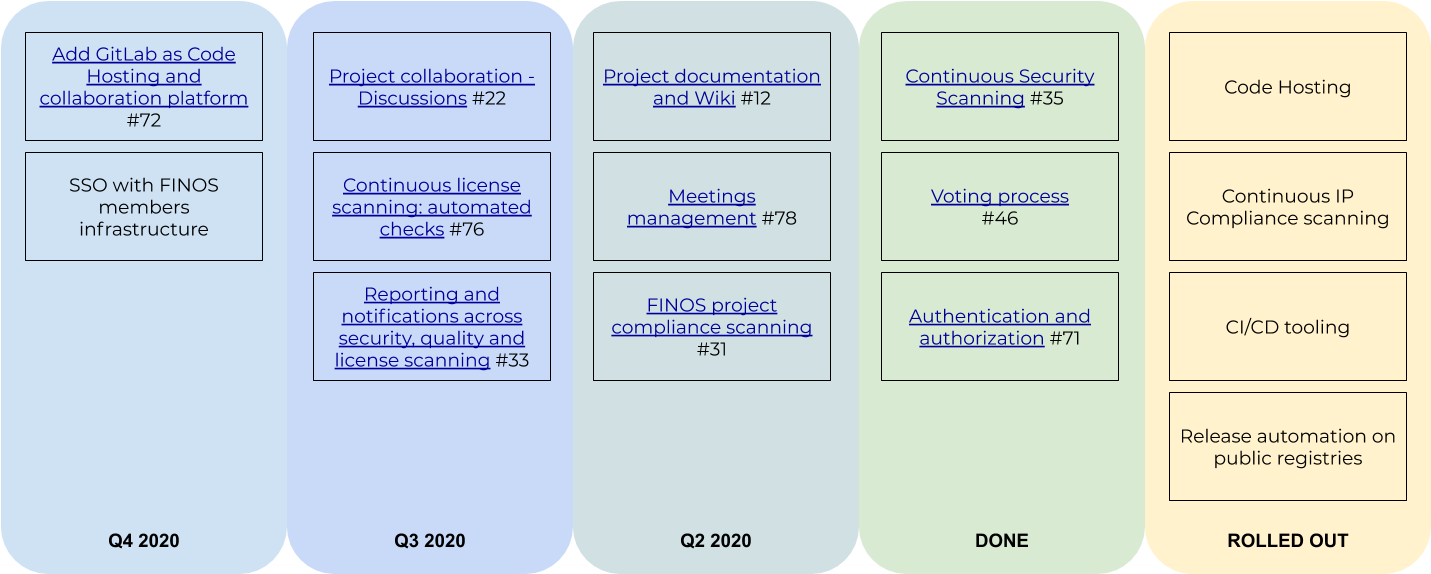 Add GitLab as Code
Hosting and
collaboration platform
#72
SSO with FINOS
members
infrastructure
Q4 2020
Project collaboration -
Discussions #22
Continuous license
scanning: automated
checks #76
Reporting and
notifications across
security, quality and
license scanning #33
Q3 2020
Project documentation
and Wiki #12
Meetings
management #78
FINOS project
compliance scanning
#31
Q2 2020
Continuous Security
Scanning #35
Voting process
#46
Authentication and
authorization #71
DONE
Code Hosting
Continuous IP
Compliance scanning
CI/CD tooling
Release automation on
public registries
ROLLED OUT